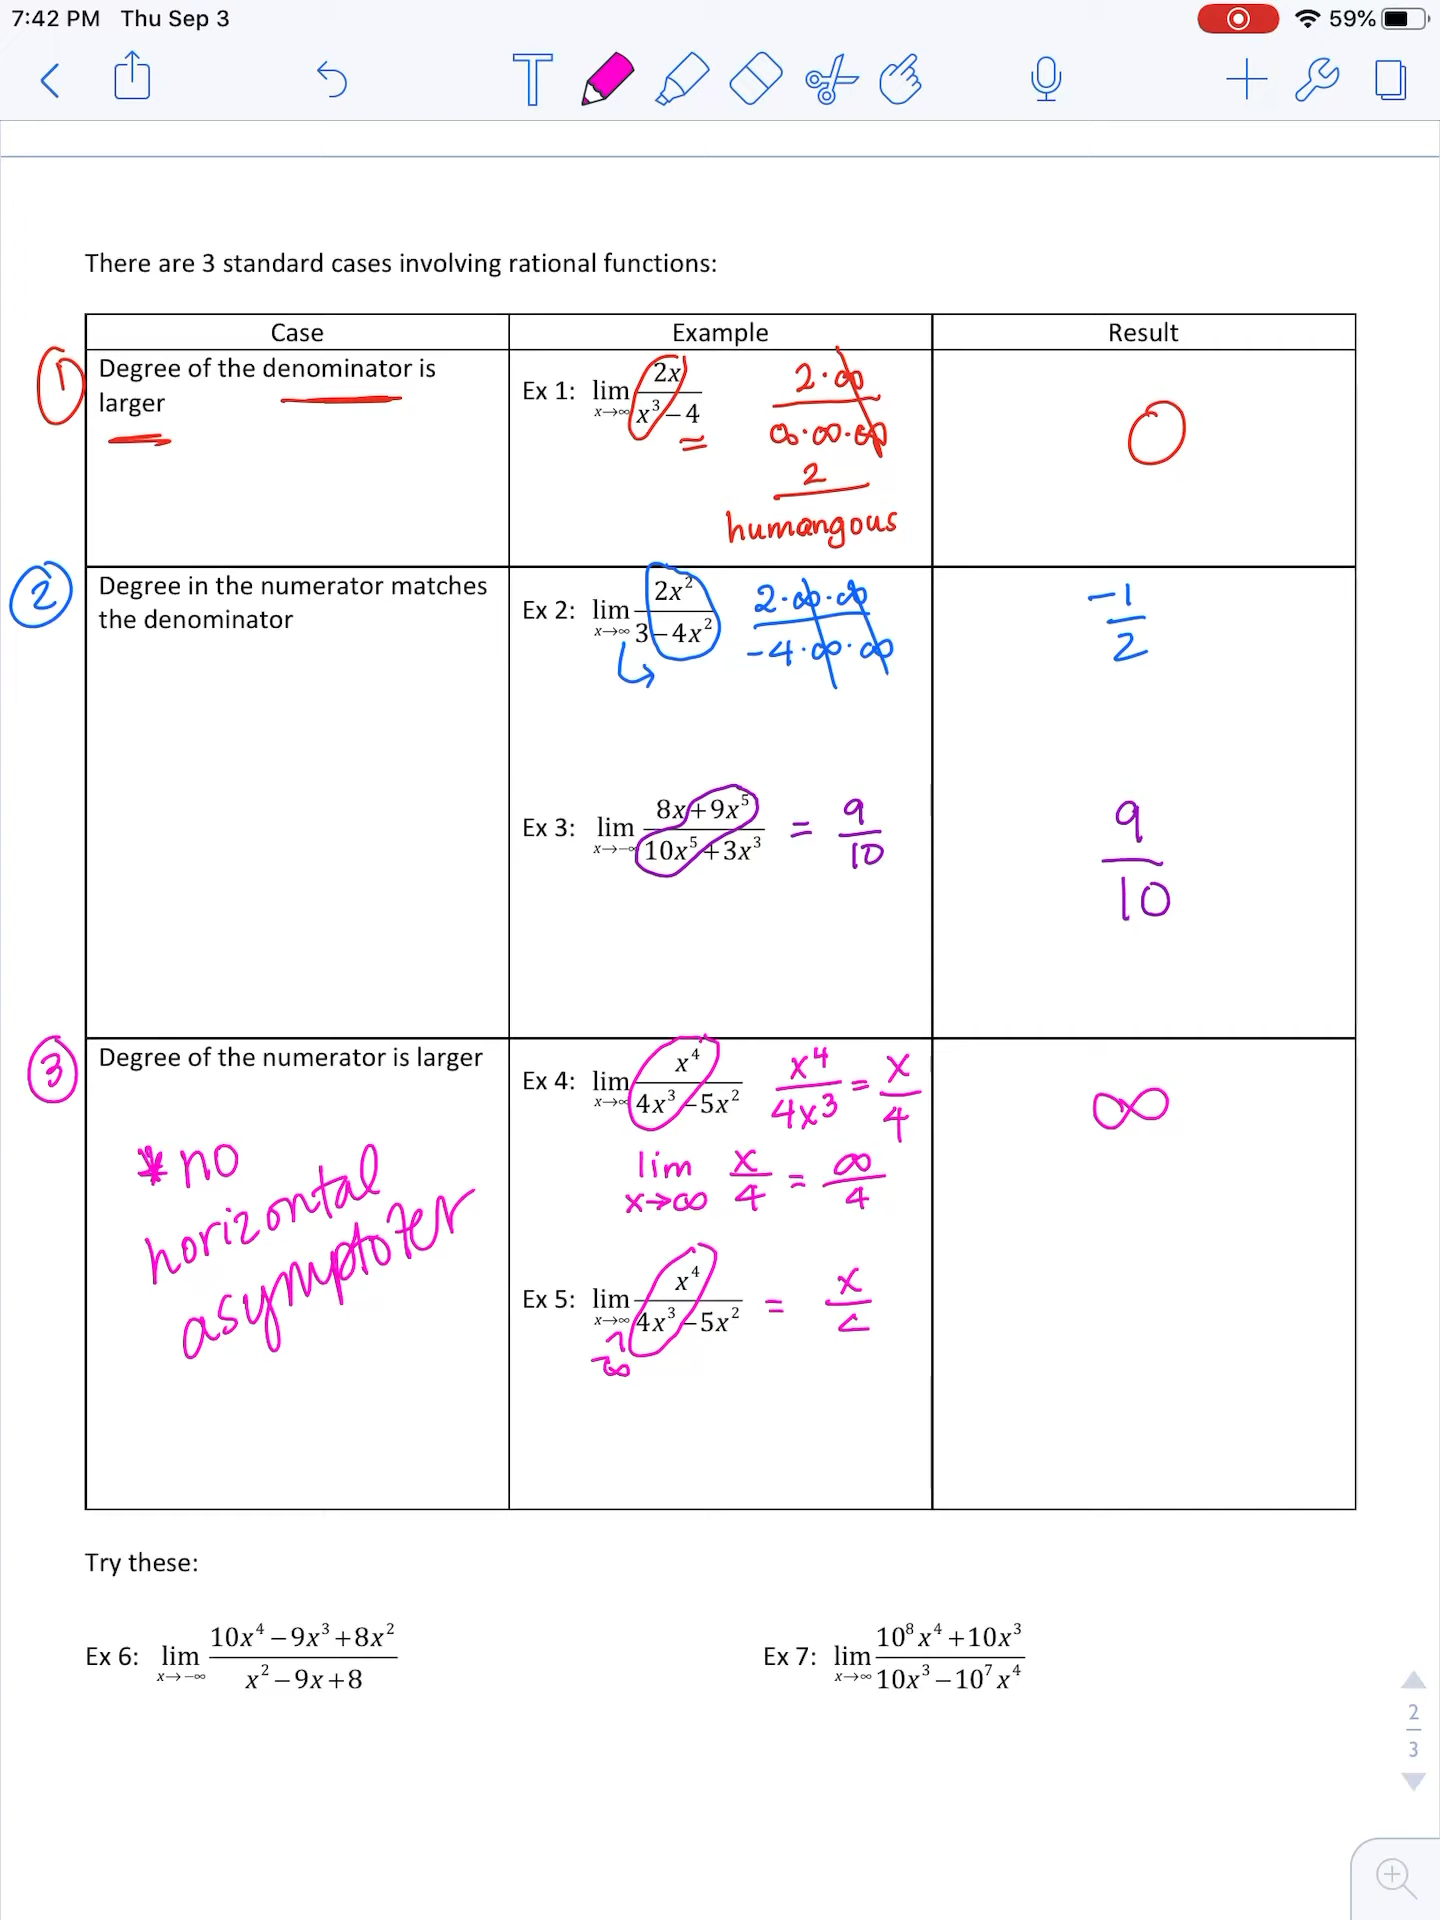 7:42 PM Thu Sep 3
59%
There are 3 standard cases involving rational functions:
Case Example Result
1 Degree of the denominator is larger
Ex 1: lim x→∞ 2x / (x³ − 4)
=
2·∞ / ∞·∞·∞
2 / humangous
0
2 Degree in the numerator matches the denominator
Ex 2: lim x→∞ 2x² / (3 − 4x²)
2·∞·∞ / −4·∞·∞
−1/2
Ex 3: lim x→−∞ (8x + 9x⁵) / (10x⁵ + 3x³) = 9/10
9/10
3 Degree of the numerator is larger
*no
horizontal
Ex 4: lim x→∞ x⁴ / (4x³ − 5x²)
x⁴ / 4x³ = x/4
lim x→∞ x/4 = ∞/4
∞
Ex 5: lim x→∞ x⁴ / (4x³ − 5x²) =
−∞
Try these:
Ex 6: lim x→−∞ (10x⁴ − 9x³ + 8x²) / (x² − 9x + 8)
Ex 7: lim x→∞ (10⁸x⁴ + 10x³) / (10x³ − 10⁷x⁴)
2
3